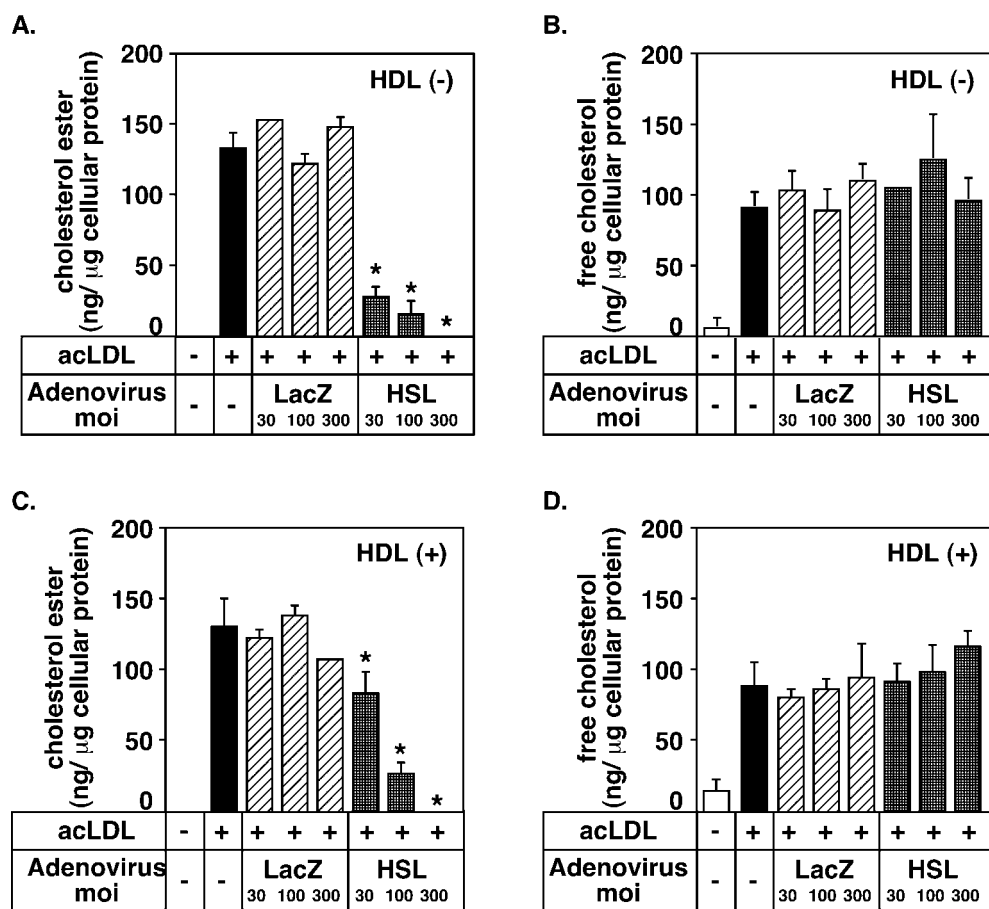 A.
cholesterol ester
(ng/ μg cellular protein)
200
150
100
50
0
HDL (-)
* * *
acLDL - + + + + + + +
Adenovirus moi - - LacZ HSL
30 100 300 30 100 300
B.
free cholesterol
(ng/ μg cellular protein)
200
150
100
50
0
HDL (-)
acLDL - + + + + + + +
Adenovirus moi - - LacZ HSL
30 100 300 30 100 300
C.
cholesterol ester
(ng/ μg cellular protein)
200
150
100
50
0
HDL (+)
* * *
acLDL - + + + + + + +
Adenovirus moi - - LacZ HSL
30 100 300 30 100 300
D.
free cholesterol
(ng/ μg cellular protein)
200
150
100
50
0
HDL (+)
acLDL - + + + + + + +
Adenovirus moi - - LacZ HSL
30 100 300 30 100 300